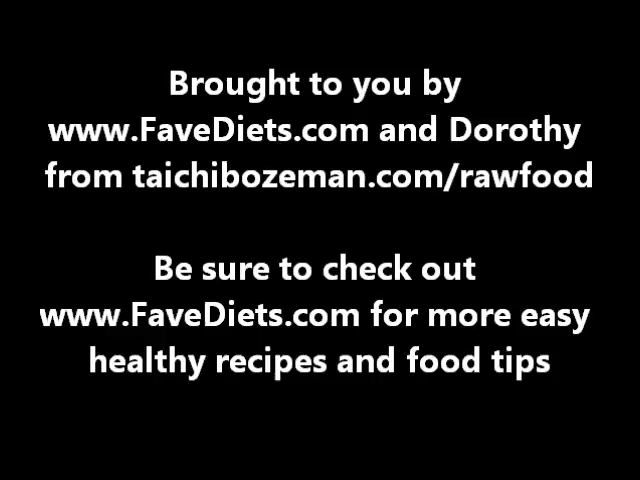 Brought to you by
www.FaveDiets.com and Dorothy
from taichibozeman.com/rawfood
Be sure to check out
www.FaveDiets.com for more easy
healthy recipes and food tips